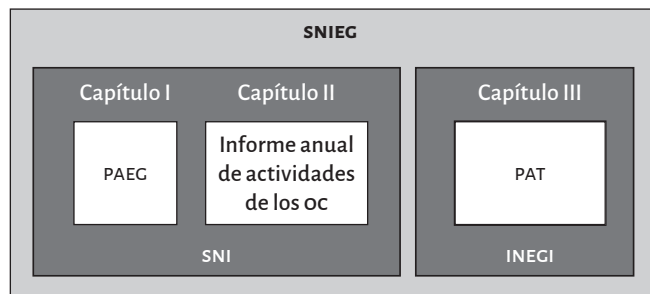 SNIEG
Capítulo I
Capítulo II
Capítulo III
PAEG
Informe anual
de actividades
de los OC
PAT
SNI
INEGI